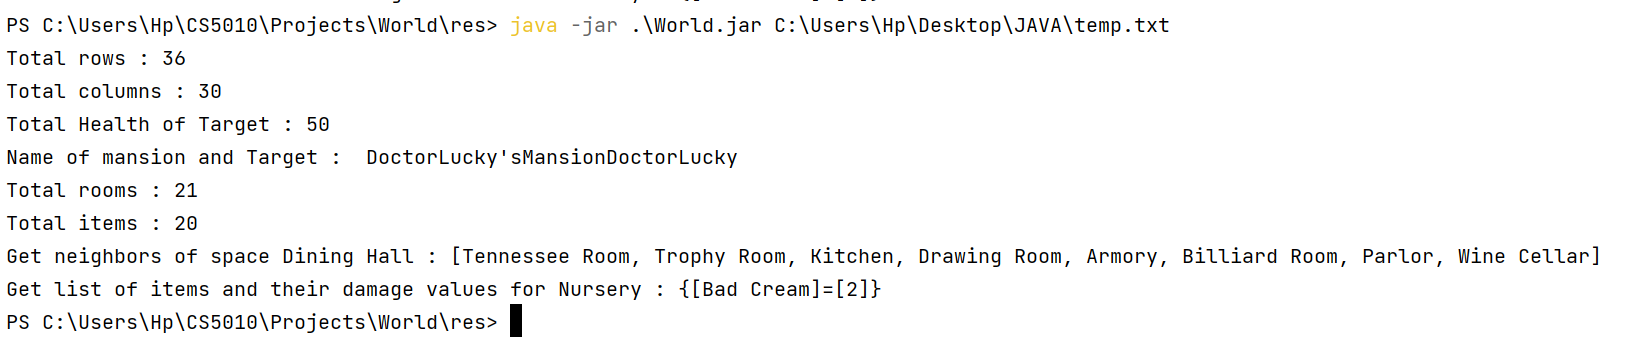 PS C:\Users\Hp\CS5010\Projects\World\res> java -jar .\World.jar C:\Users\Hp\Desktop\JAVA\temp.txt
Total rows : 36
Total columns : 30
Total Health of Target : 50
Name of mansion and Target :  DoctorLucky'sMansionDoctorLucky
Total rooms : 21
Total items : 20
Get neighbors of space Dining Hall : [Tennessee Room, Trophy Room, Kitchen, Drawing Room, Armory, Billiard Room, Parlor, Wine Cellar]
Get list of items and their damage values for Nursery : {[Bad Cream]=[2]}
PS C:\Users\Hp\CS5010\Projects\World\res>